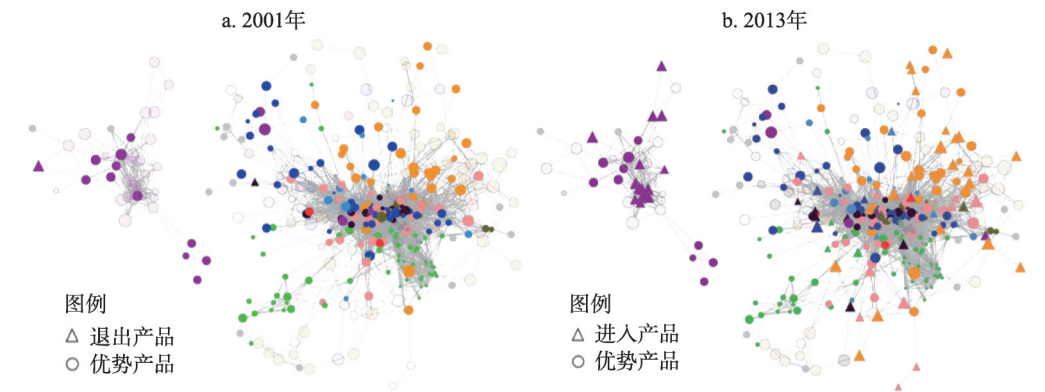 a. 2001年
b. 2013年
图例
退出产品
优势产品
图例
进入产品
优势产品